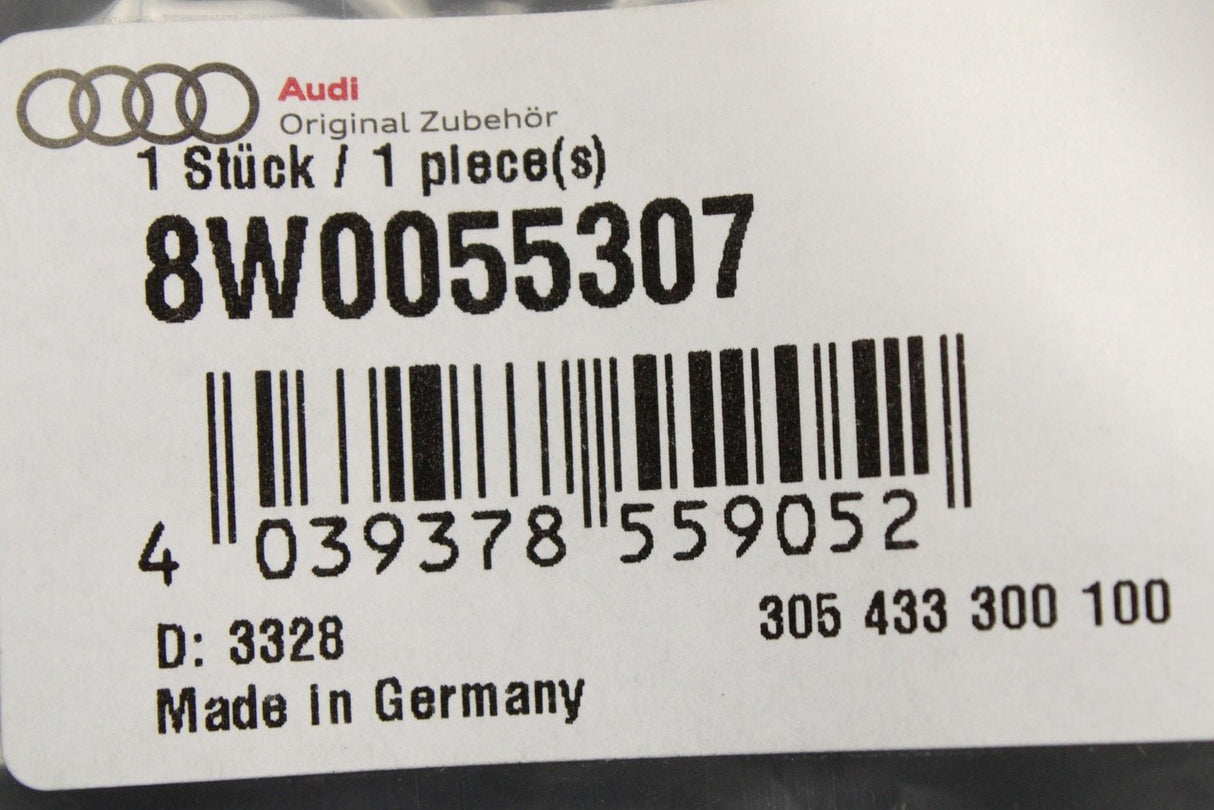 Audi
Original Zubehör
1 Stück / 1 piece(s)
8W0055307
4 039378 559052
305 433 300 100
D: 3328
Made in Germany